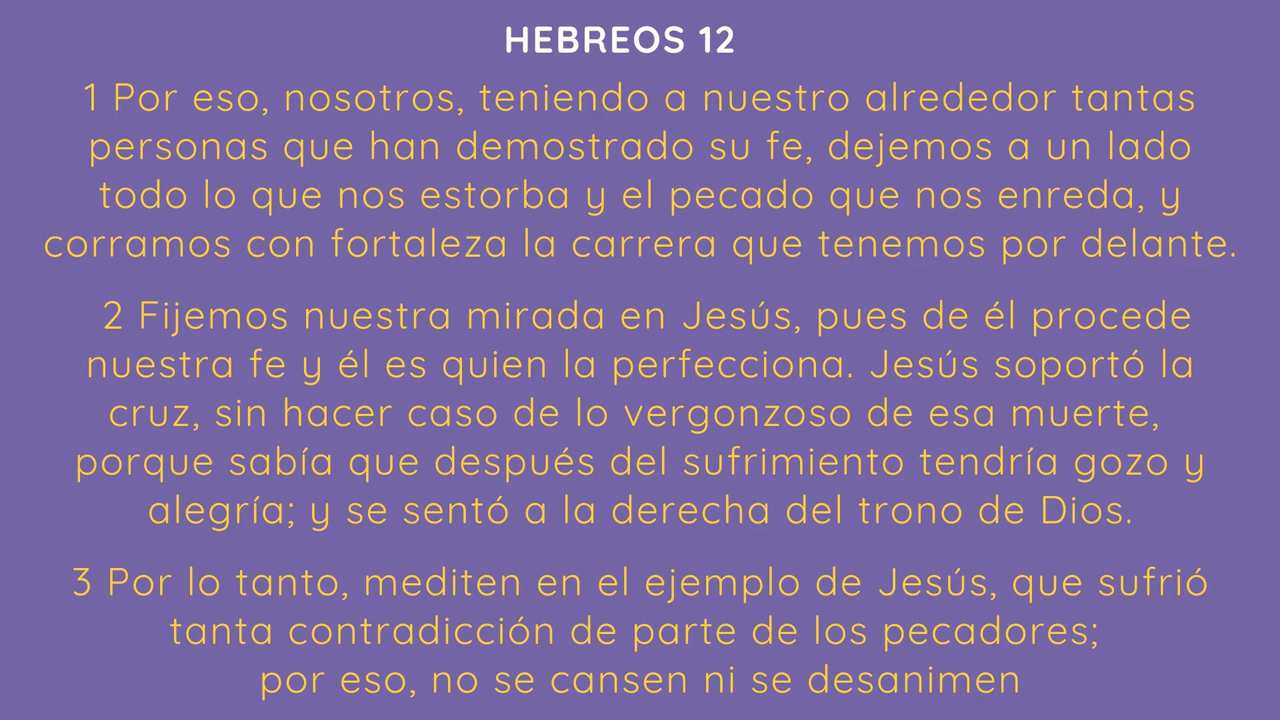 HEBREOS 12
1 Por eso, nosotros, teniendo a nuestro alrededor tantas
personas que han demostrado su fe, dejemos a un lado
todo lo que nos estorba y el pecado que nos enreda, y
corramos con fortaleza la carrera que tenemos por delante.
2 Fijemos nuestra mirada en Jesús, pues de él procede
nuestra fe y él es quien la perfecciona. Jesús soportó la
cruz, sin hacer caso de lo vergonzoso de esa muerte,
porque sabía que después del sufrimiento tendría gozo y
alegría; y se sentó a la derecha del trono de Dios.
3 Por lo tanto, mediten en el ejemplo de Jesús, que sufrió
tanta contradicción de parte de los pecadores;
por eso, no se cansen ni se desanimen